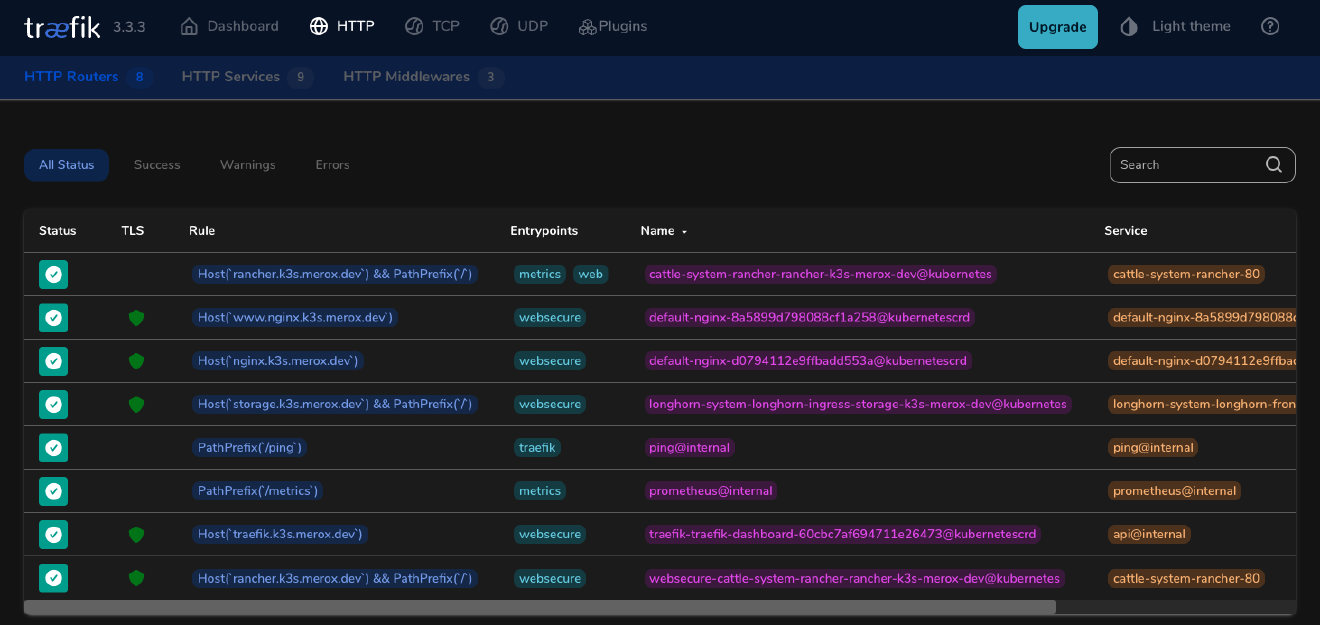 træfik 3.3.3 Dashboard HTTP TCP UDP Plugins Upgrade Light theme
HTTP Routers 8 HTTP Services 9 HTTP Middlewares 3
All Status Success Warnings Errors Search
Status TLS Rule Entrypoints Name Service
Host(`rancher.k3s.merox.dev`) && PathPrefix(`/`) metrics web cattle-system-rancher-rancher-k3s-merox-dev@kubernetes cattle-system-rancher-80
Host(`www.nginx.k3s.merox.dev`) websecure default-nginx-8a5899d798088cf1a258@kubernetescrd default-nginx-8a5899d798088c
Host(`nginx.k3s.merox.dev`) websecure default-nginx-d0794112e9ffbadd553a@kubernetescrd default-nginx-d0794112e9ffbac
Host(`storage.k3s.merox.dev`) && PathPrefix(`/`) websecure longhorn-system-longhorn-ingress-storage-k3s-merox-dev@kubernetes longhorn-system-longhorn-fron
PathPrefix(`/ping`) traefik ping@internal ping@internal
PathPrefix(`/metrics`) metrics prometheus@internal prometheus@internal
Host(`traefik.k3s.merox.dev`) websecure traefik-traefik-dashboard-60cbc7af694711e26473@kubernetescrd api@internal
Host(`rancher.k3s.merox.dev`) && PathPrefix(`/`) websecure websecure-cattle-system-rancher-rancher-k3s-merox-dev@kubernetes cattle-system-rancher-80